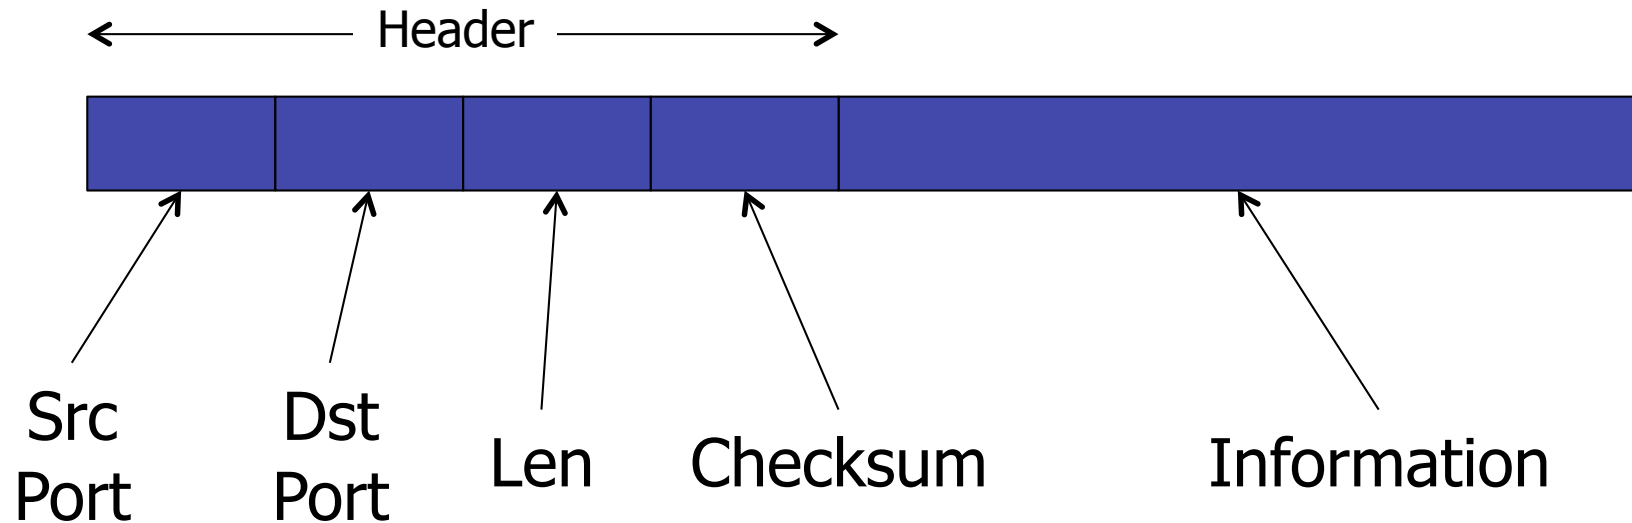 Header
Src
Port
Dst
Port
Len
Checksum
Information